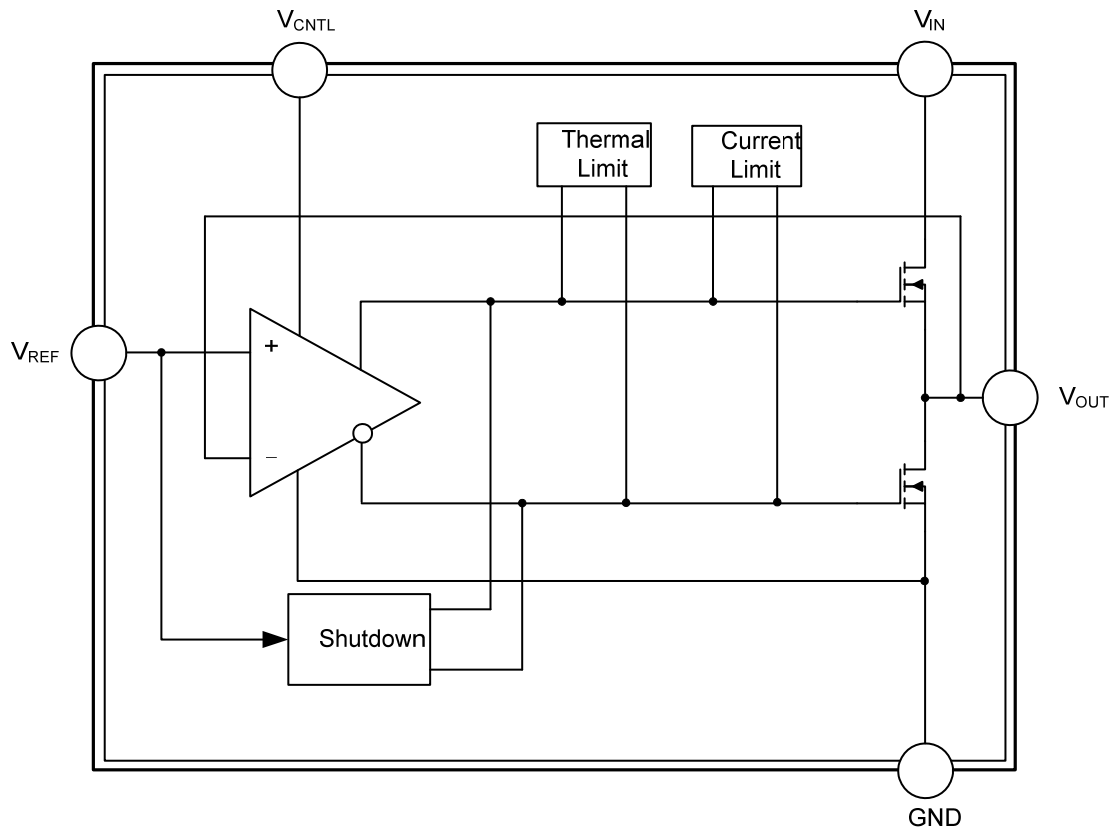 VCNTL
VIN
Thermal
Limit
Current
Limit
VREF
+
−
VOUT
Shutdown
GND